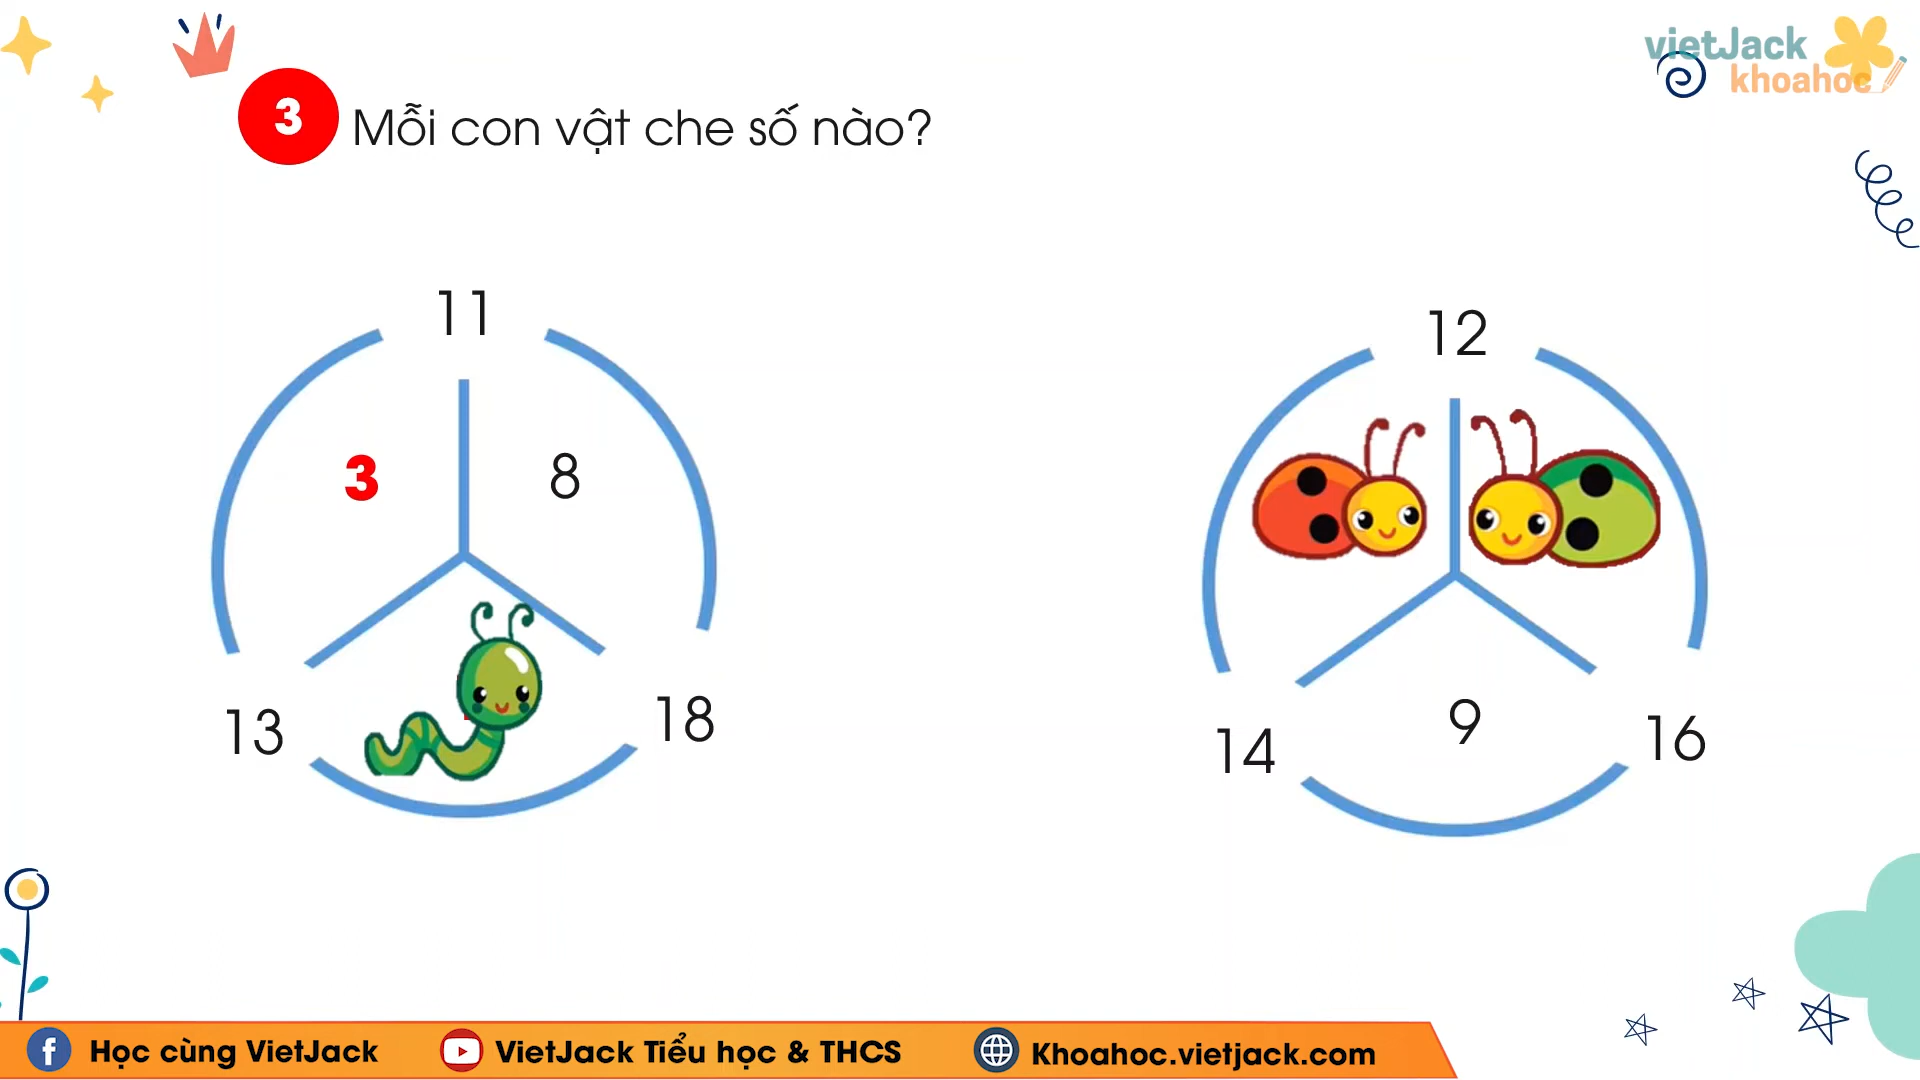 vietJack
khoahoc
3 Mỗi con vật che số nào?
11
12
3 8
13 18
9
14 16
Học cùng VietJack
VietJack Tiểu học & THCS
Khoahoc.vietjack.com